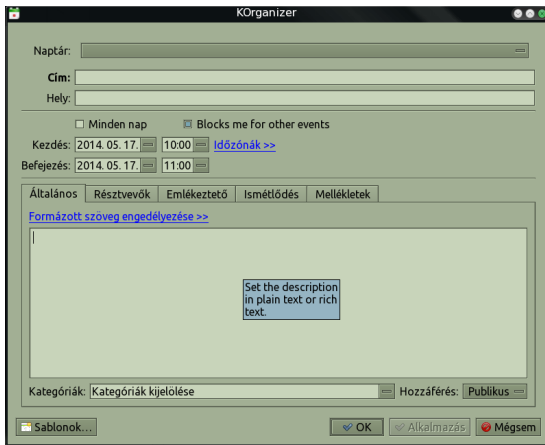 KOrganizer
Naptár:
Cím:
Hely:
Minden nap Blocks me for other events
Kezdés: 2014. 05. 17. 10:00 Időzónák >>
Befejezés: 2014. 05. 17. 11:00
Általános Résztvevők Emlékeztető Ismétlődés Mellékletek
Formázott szöveg engedélyezése >>
Set the description
in plain text or rich
text.
Kategóriák: Kategóriák kijelölése Hozzáférés: Publikus
Sablonok... OK Alkalmazás Mégsem